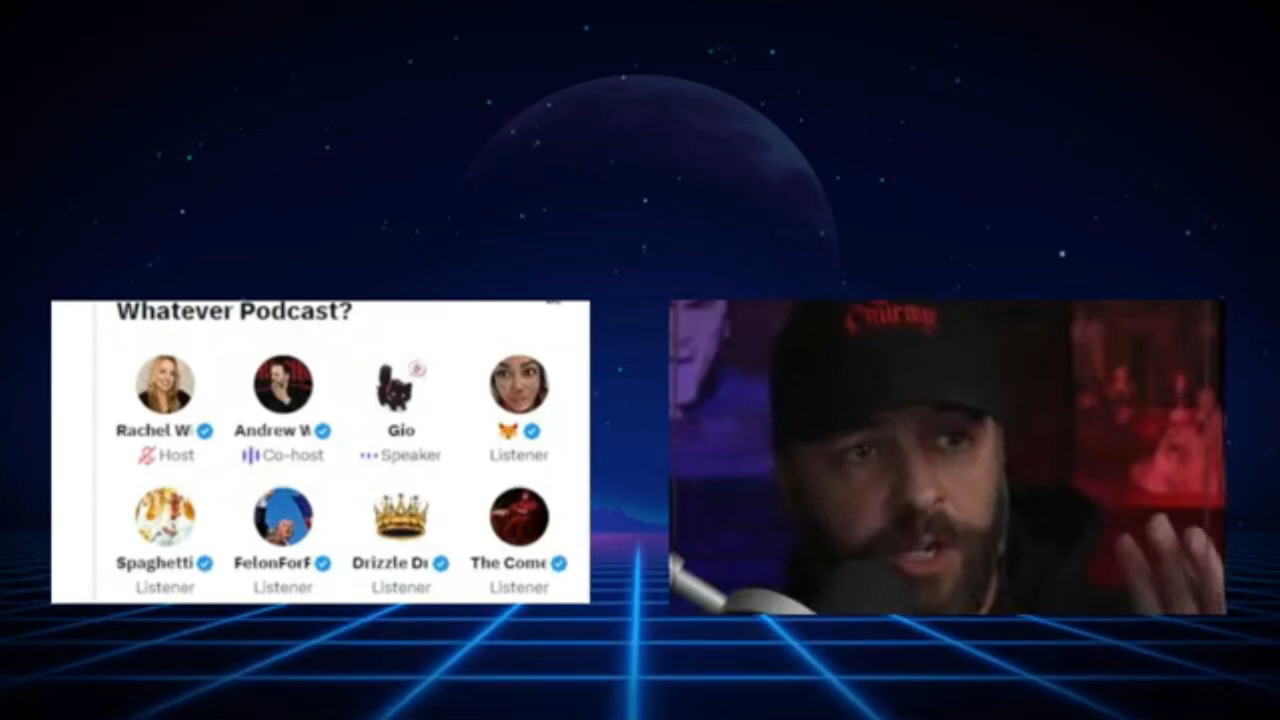 Whatever Podcast?
Rachel Wi Andrew W Gio
Host Co-host Speaker Listener
Spaghetti FelonForF Drizzle Dr The Come
Listener Listener Listener Listener